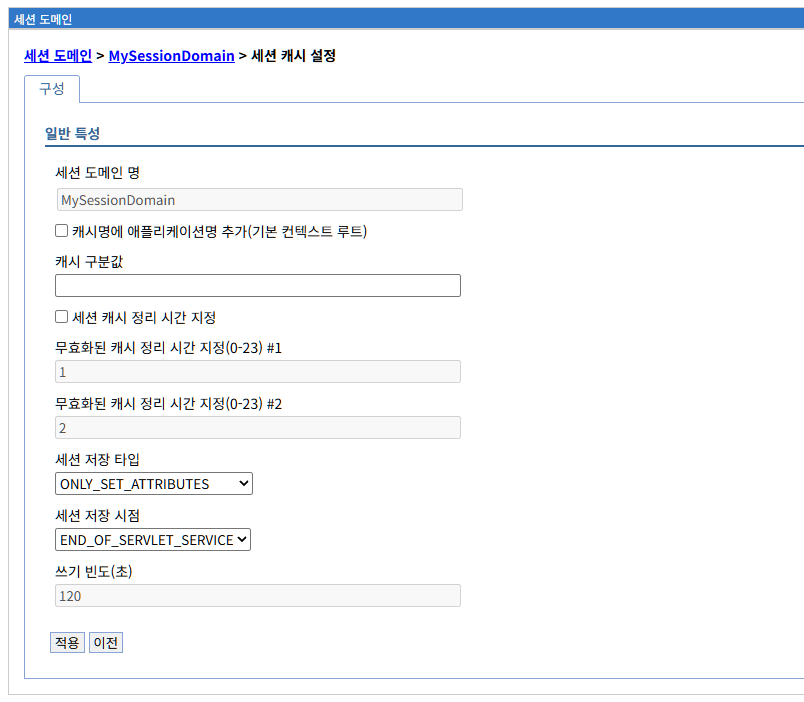 세션 도메인
세션 도메인 > MySessionDomain > 세션 캐시 설정
구성
일반 특성
세션 도메인 명
MySessionDomain
캐시명에 애플리케이션명 추가(기본 컨텍스트 루트)
캐시 구분값
세션 캐시 정리 시간 지정
무효화된 캐시 정리 시간 지정(0-23) #1
1
무효화된 캐시 정리 시간 지정(0-23) #2
2
세션 저장 타입
ONLY_SET_ATTRIBUTES
세션 저장 시점
END_OF_SERVLET_SERVICE
쓰기 빈도(초)
120
적용 이전